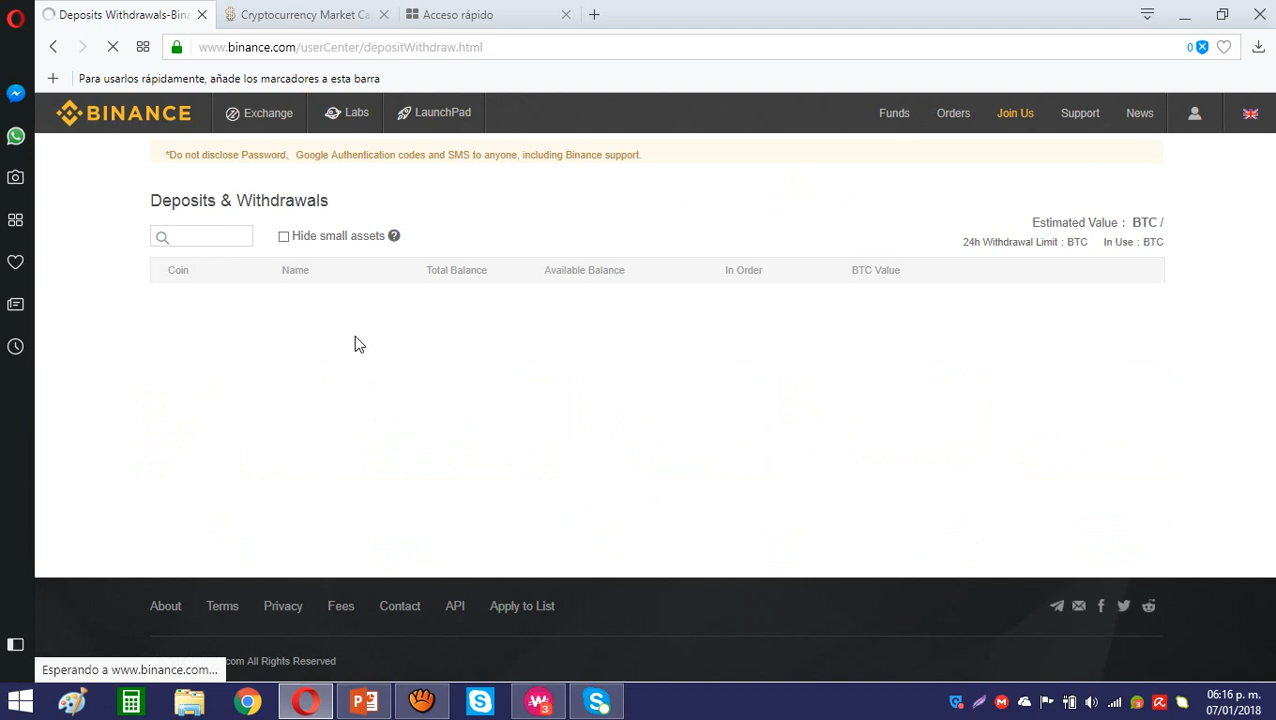 Deposits Withdrawals-Bin
Cryptocurrency Market Ca
Acceso rápido
www.binance.com/userCenter/depositWithdraw.html
0
Para usarlos rápidamente, añade los marcadores a esta barra
BINANCE
Exchange
Labs
LaunchPad
Funds
Orders
Join Us
Support
News
*Do not disclose Password、Google Authentication codes and SMS to anyone, including Binance support.
Deposits & Withdrawals
Estimated Value : BTC /
Hide small assets ?
24h Withdrawal Limit : BTC In Use : BTC
Coin Name Total Balance Available Balance In Order BTC Value
About Terms Privacy Fees Contact API Apply to List
com All Rights Reserved
Esperando a www.binance.com...
06:16 p. m.
07/01/2018